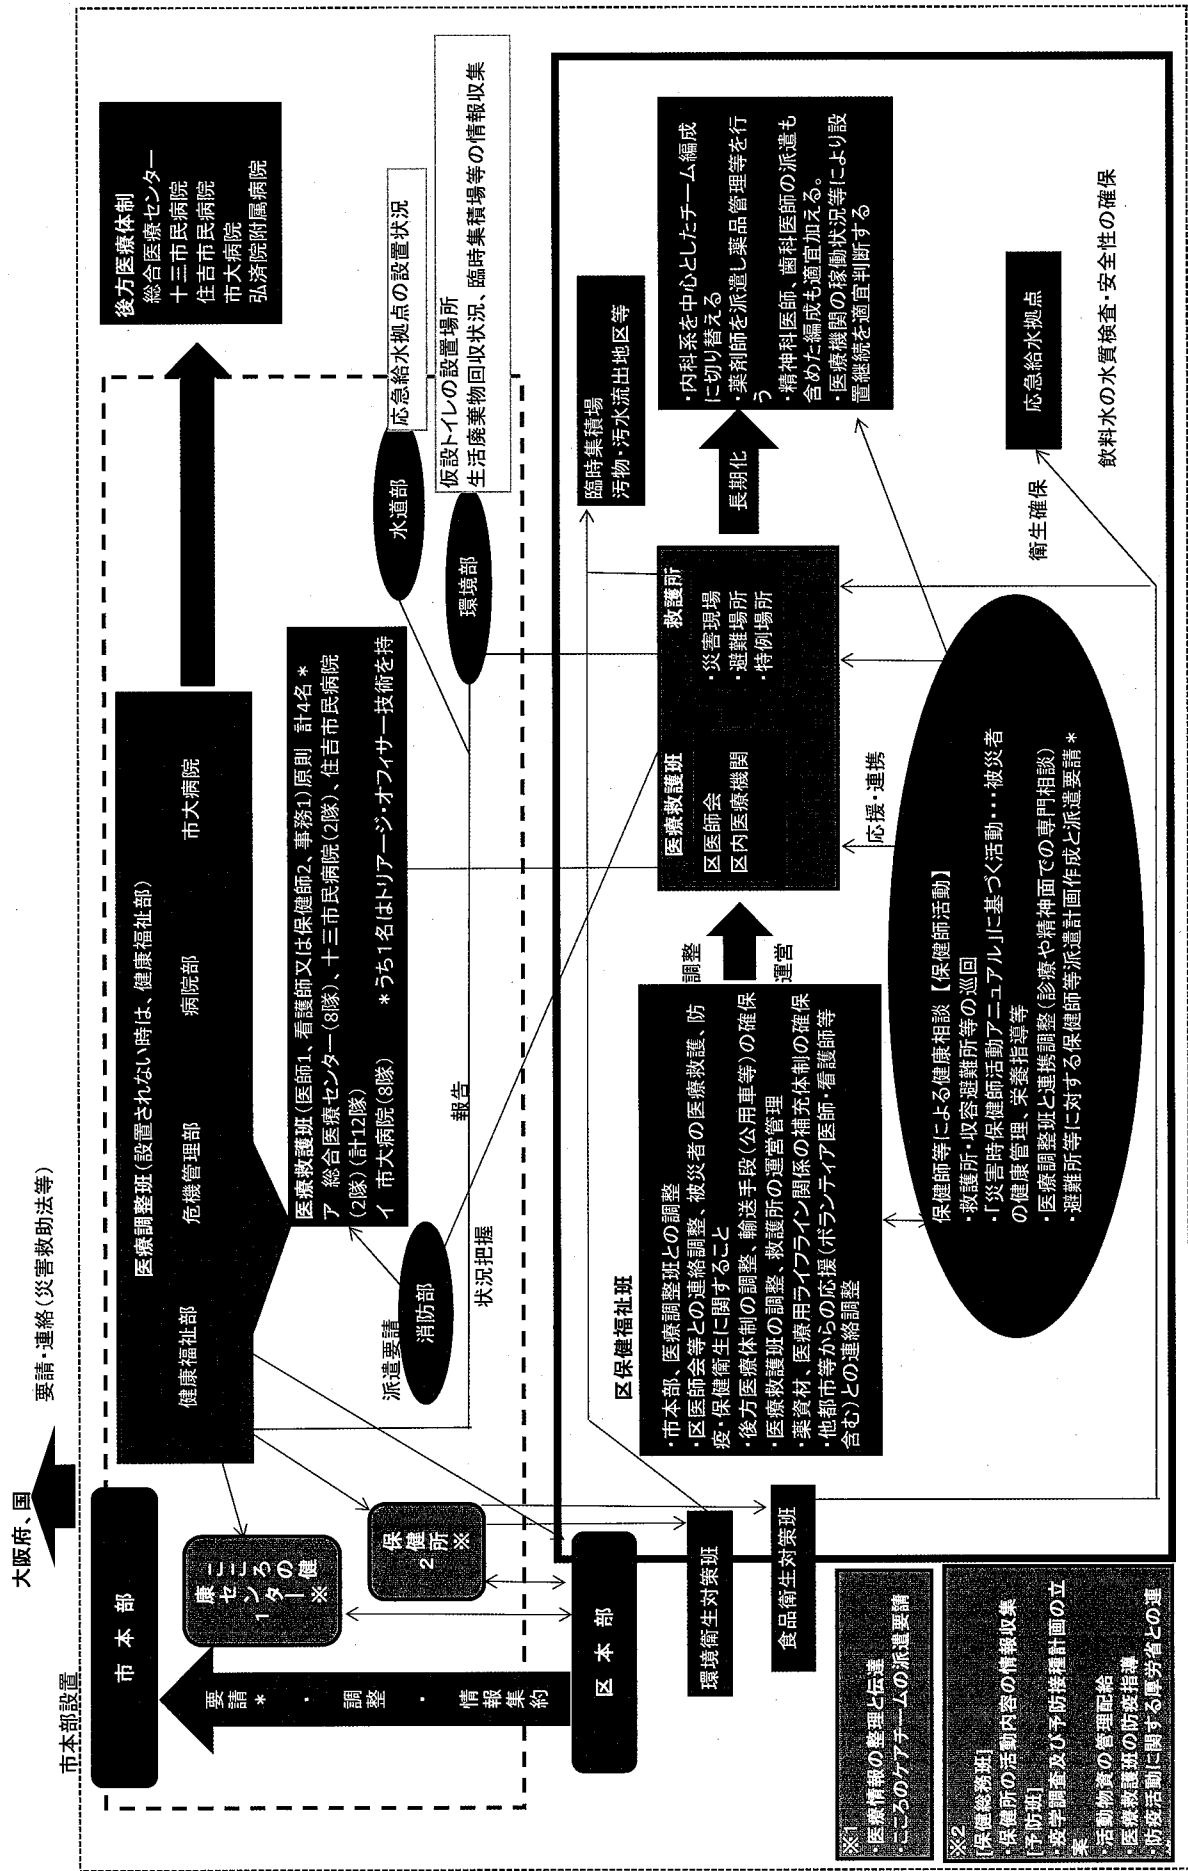 大阪府、国
要請・連絡(災害救助法等)
市本部設置
市本部
要請*
・
調整
・
情報集約
こころの健
康センター
1 ※
保健所
2 ※
区本部
医療調整班(設置されない時は、健康福祉部)
健康福祉部　危機管理部　病院部　市大病院
後方医療体制
総合医療センター
十三市民病院
住吉市民病院
市大病院
弘済院附属病院
医療救護班(医師1、看護師又は保健師2、事務1)原則 計4名*
ア 総合医療センター(8隊)、十三市民病院(2隊)、住吉市民病院
(2隊)(計12隊)
イ 市大病院(8隊)　*うち1名はトリアージ・オフィサー技術を持
派遣要請
消防部
状況把握
報告
水道部
応急給水拠点の設置状況
環境部
仮設トイレの設置場所
生活廃棄物回収状況、臨時集積場等の情報収集
区保健福祉班
・市本部、医療調整班との調整
・区医師会等との連絡調整、被災者の医療救護、防
疫・保健衛生に関すること
・後方医療体制の調整、輸送手段(公用車等)の確保
・医療救護班の調整、救護所の運営管理
・薬資材、医療用ライフライン関係の補充体制の確保
・他都市等からの応援(ボランティア医師・看護師等
含む)との連絡調整
調整
運営
医療救護班
区医師会
区内医療機関
救護所
・災害現場
・避難場所
・特例場所
長期化
臨時集積場
汚物・汚水流出地区等
・内科系を中心としたチーム編成
に切り替える
・薬剤師を派遣し薬品管理等を行
う
・精神科医師、歯科医師の派遣も
含めた編成も適宜加える。
・医療機関の稼働状況等により設
置継続を適宜判断する
応援・連携
保健師等による健康相談【保健師活動】
・救護所・収容避難所等の巡回
・「災害時保健師活動マニュアル」に基づく活動・・・被災者
の健康管理、栄養指導等
・医療調整班と連携調整(診療や精神面での専門相談)
・避難所等に対する保健師等派遣計画作成と派遣要請*
衛生確保
応急給水拠点
飲料水の水質検査・安全性の確保
環境衛生対策班
食品衛生対策班
※1
・医療情報の整理と伝達
・こころのケアチームの派遣要請
※2
[保健総務班]
・保健所の活動内容の情報収集
[予防班]
・疫学調査及び予防接種計画の立
案
・活動物資の管理配給
・医療救護班の防疫指導
・防疫活動に関する厚労省との連